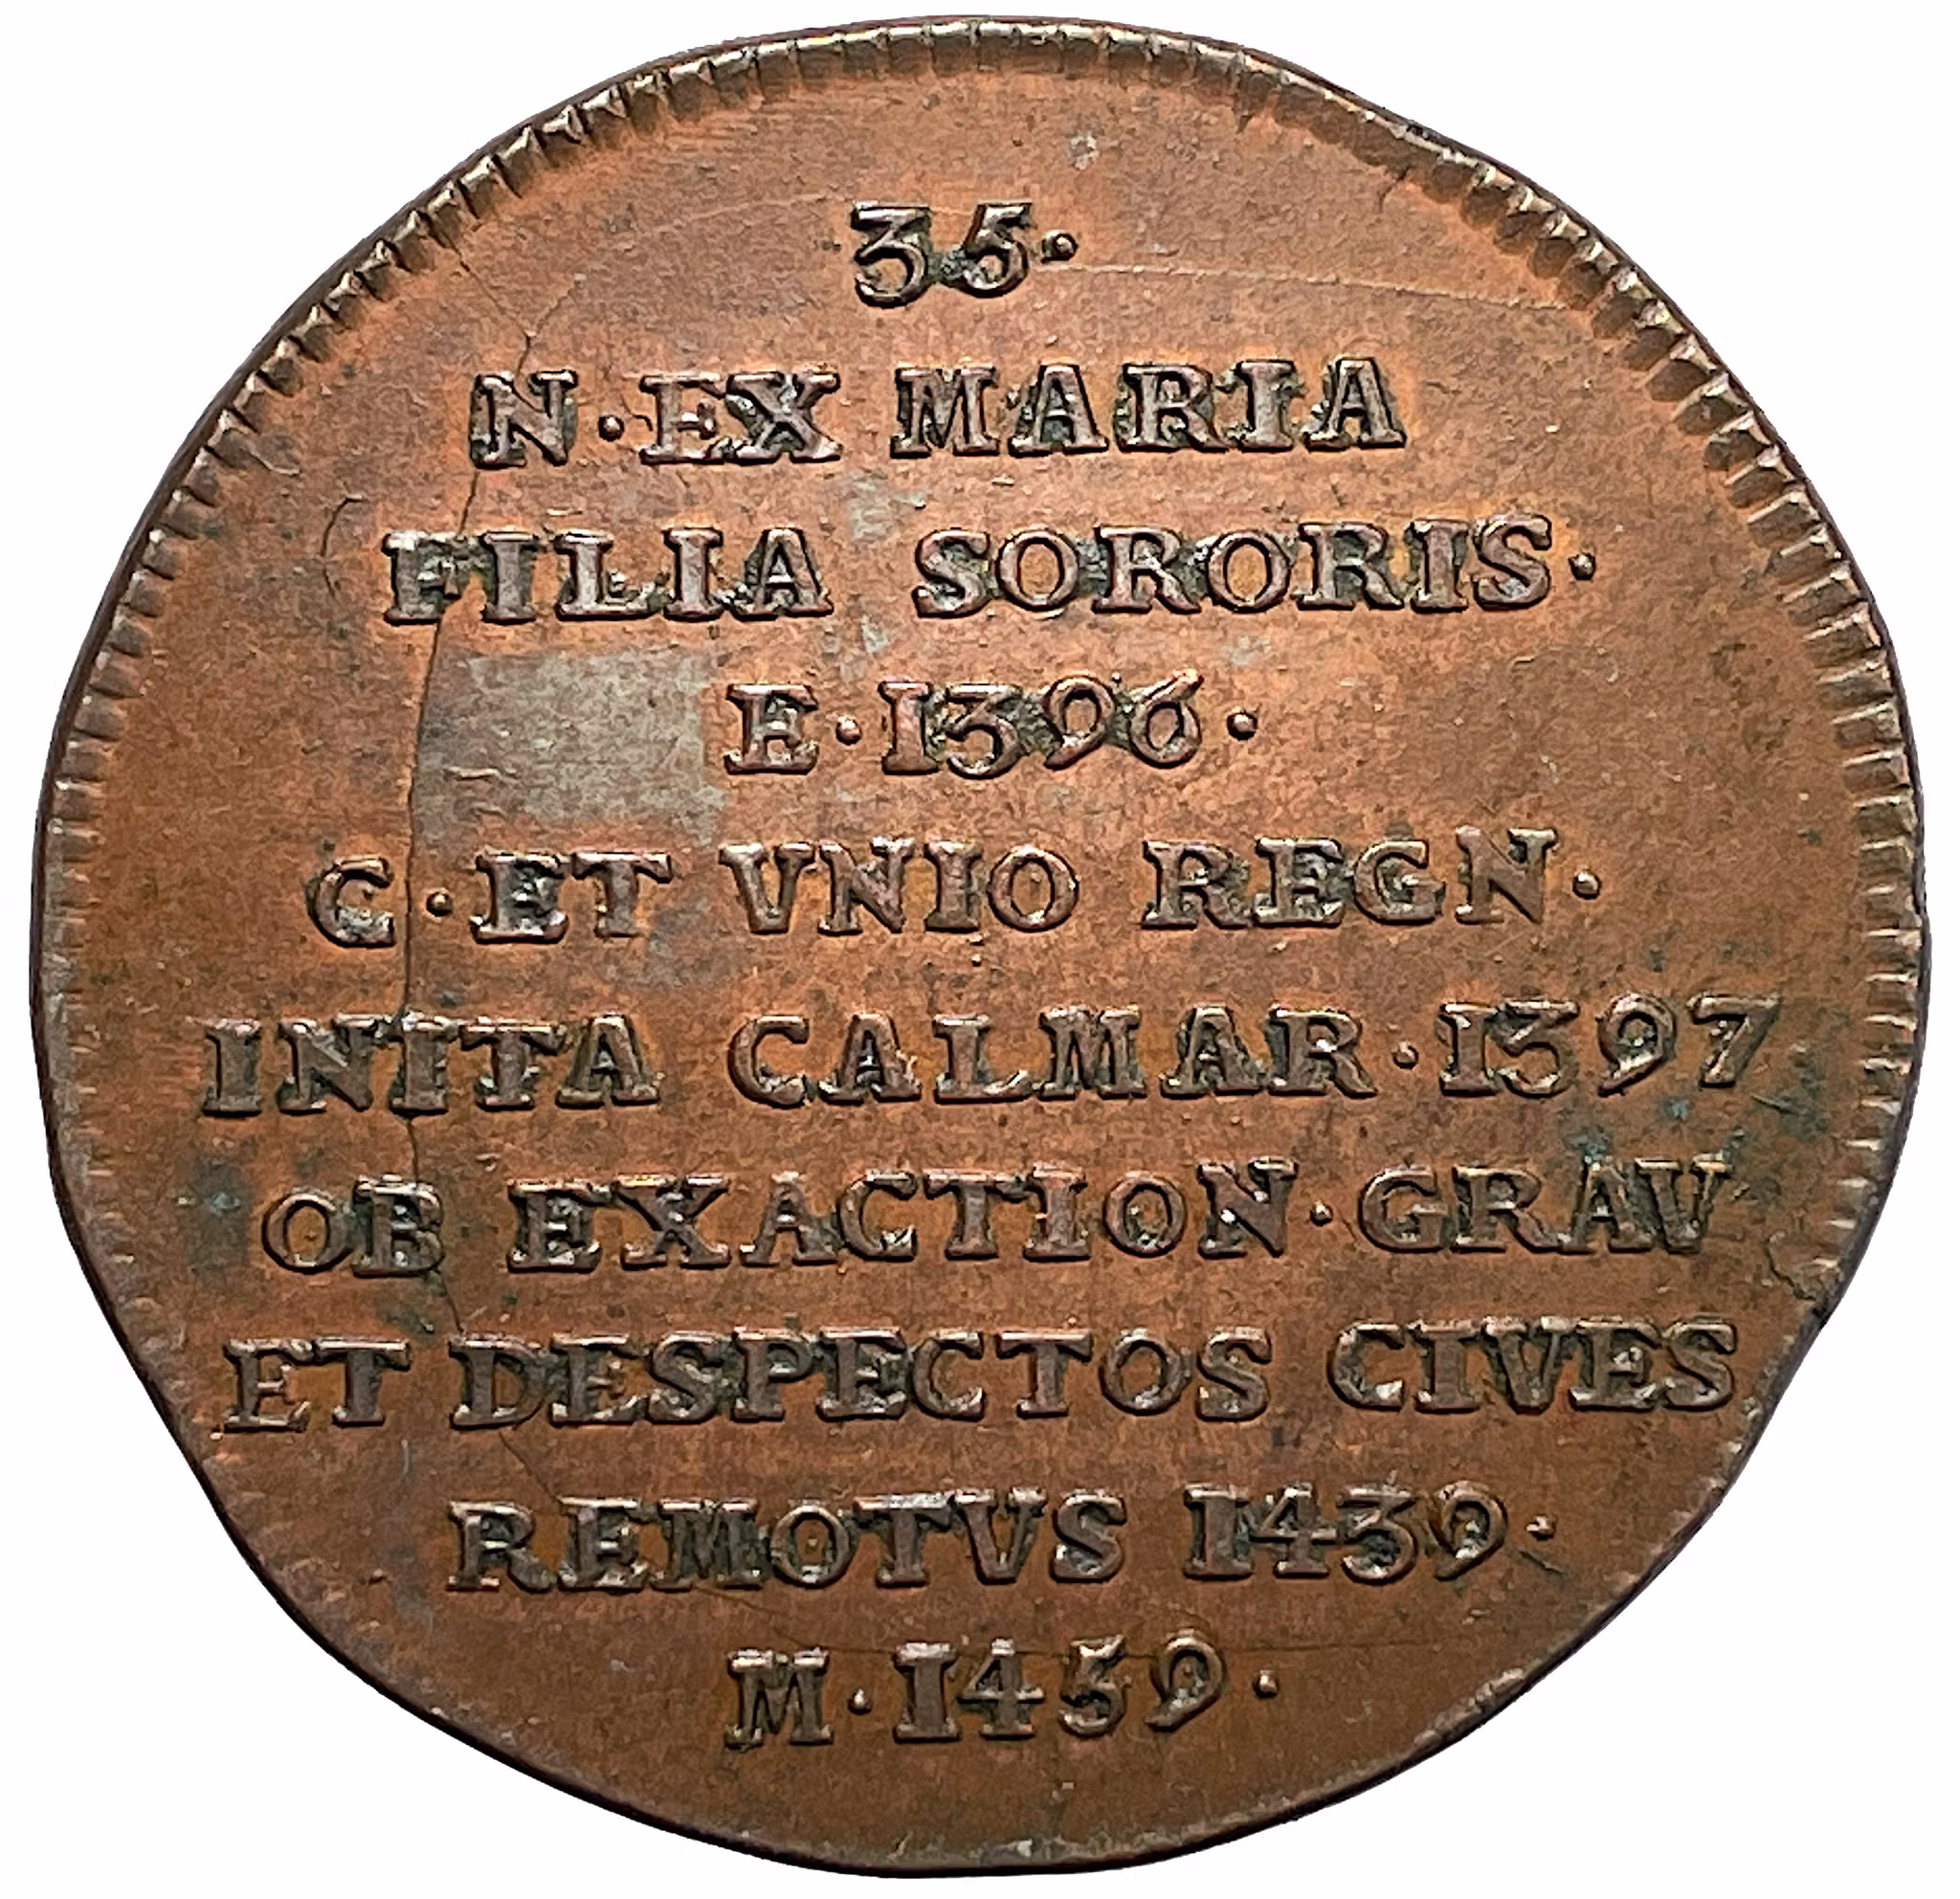 35·
N·EX MARIA
FILIA SORORIS·
E·1396·
C·ET VNIO REGN·
INITA CALMAR·1397
OB EXACTION·GRAV
ET DESPECTOS CIVES
REMOTVS 1439·
M·1459·